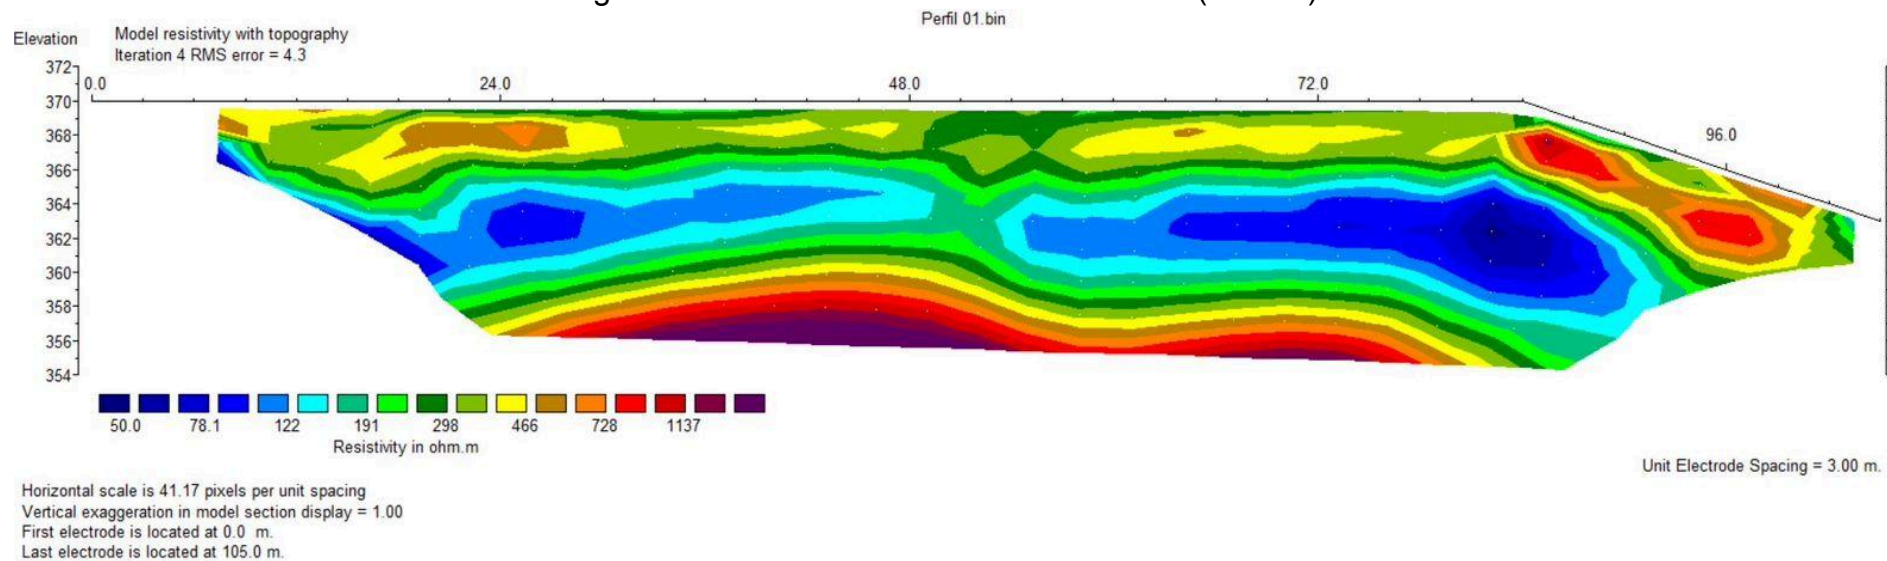 Perfil 01.bin
Elevation
Model resistivity with topography
Iteration 4 RMS error = 4.3
372
0.0 24.0 48.0 72.0
370
368
96.0
366
364
362
360
358
356
354
50.0 78.1 122 191 298 466 728 1137
Resistivity in ohm.m
Unit Electrode Spacing = 3.00 m.
Horizontal scale is 41.17 pixels per unit spacing
Vertical exaggeration in model section display = 1.00
First electrode is located at 0.0 m.
Last electrode is located at 105.0 m.